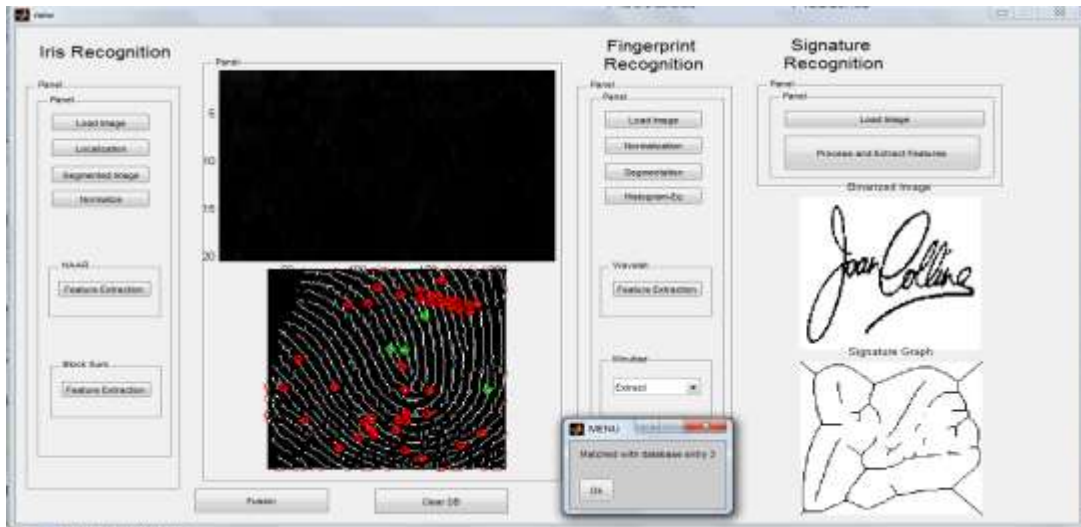 Iris Recognition
Panel
Panel
Load Image
Localization
Segmented Image
Normalize
HAAR
Feature Extraction
Block Sum
Feature Extraction
Panel
5
10
15
20
Fusion
Clear DB
Fingerprint
Recognition
Panel
Panel
Load Image
Normalization
Segmentation
Histogram-Eq
Wavelet
Feature Extraction
Minutiae
Extract
MENU
Matched with database entry 3
Ok
Signature
Recognition
Panel
Panel
Load Image
Process and Extract Features
Binarized Image
Joan Collins
Signature Graph